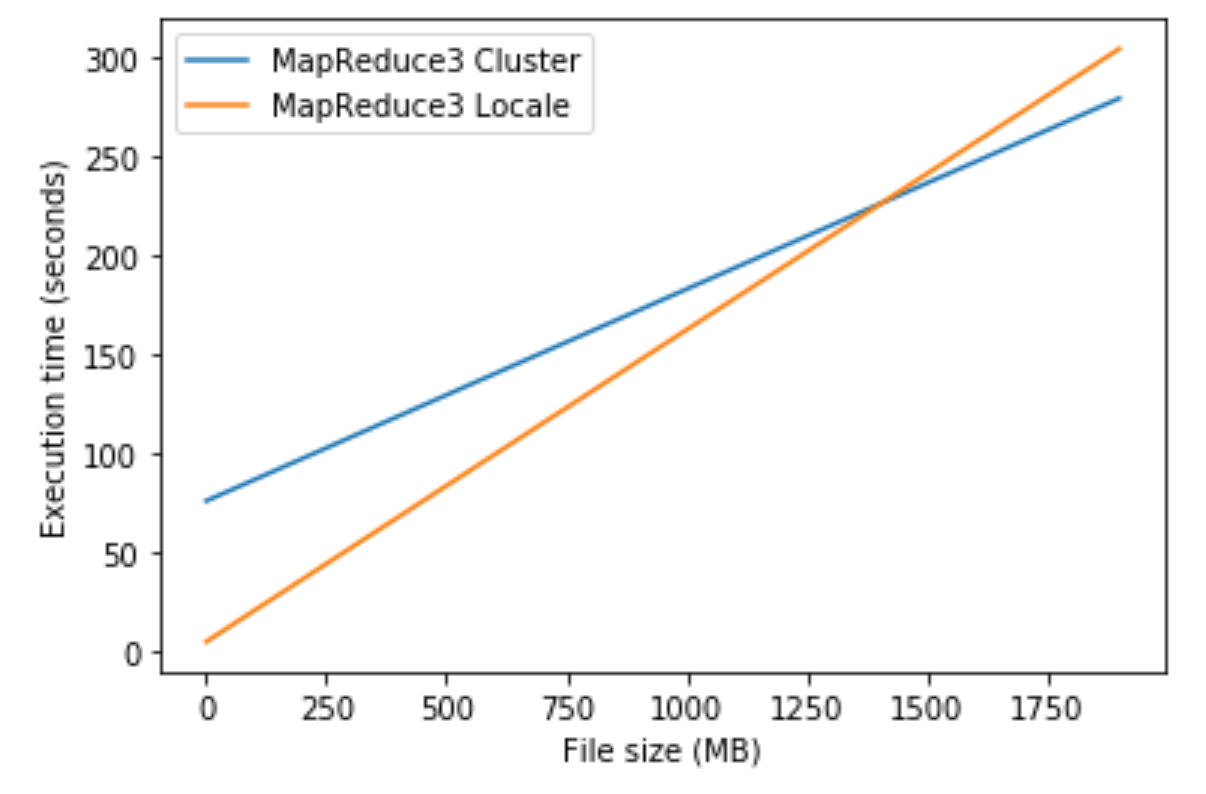 MapReduce3 Cluster
MapReduce3 Locale
300
250
200
150
100
50
0
Execution time (seconds)
0 250 500 750 1000 1250 1500 1750
File size (MB)